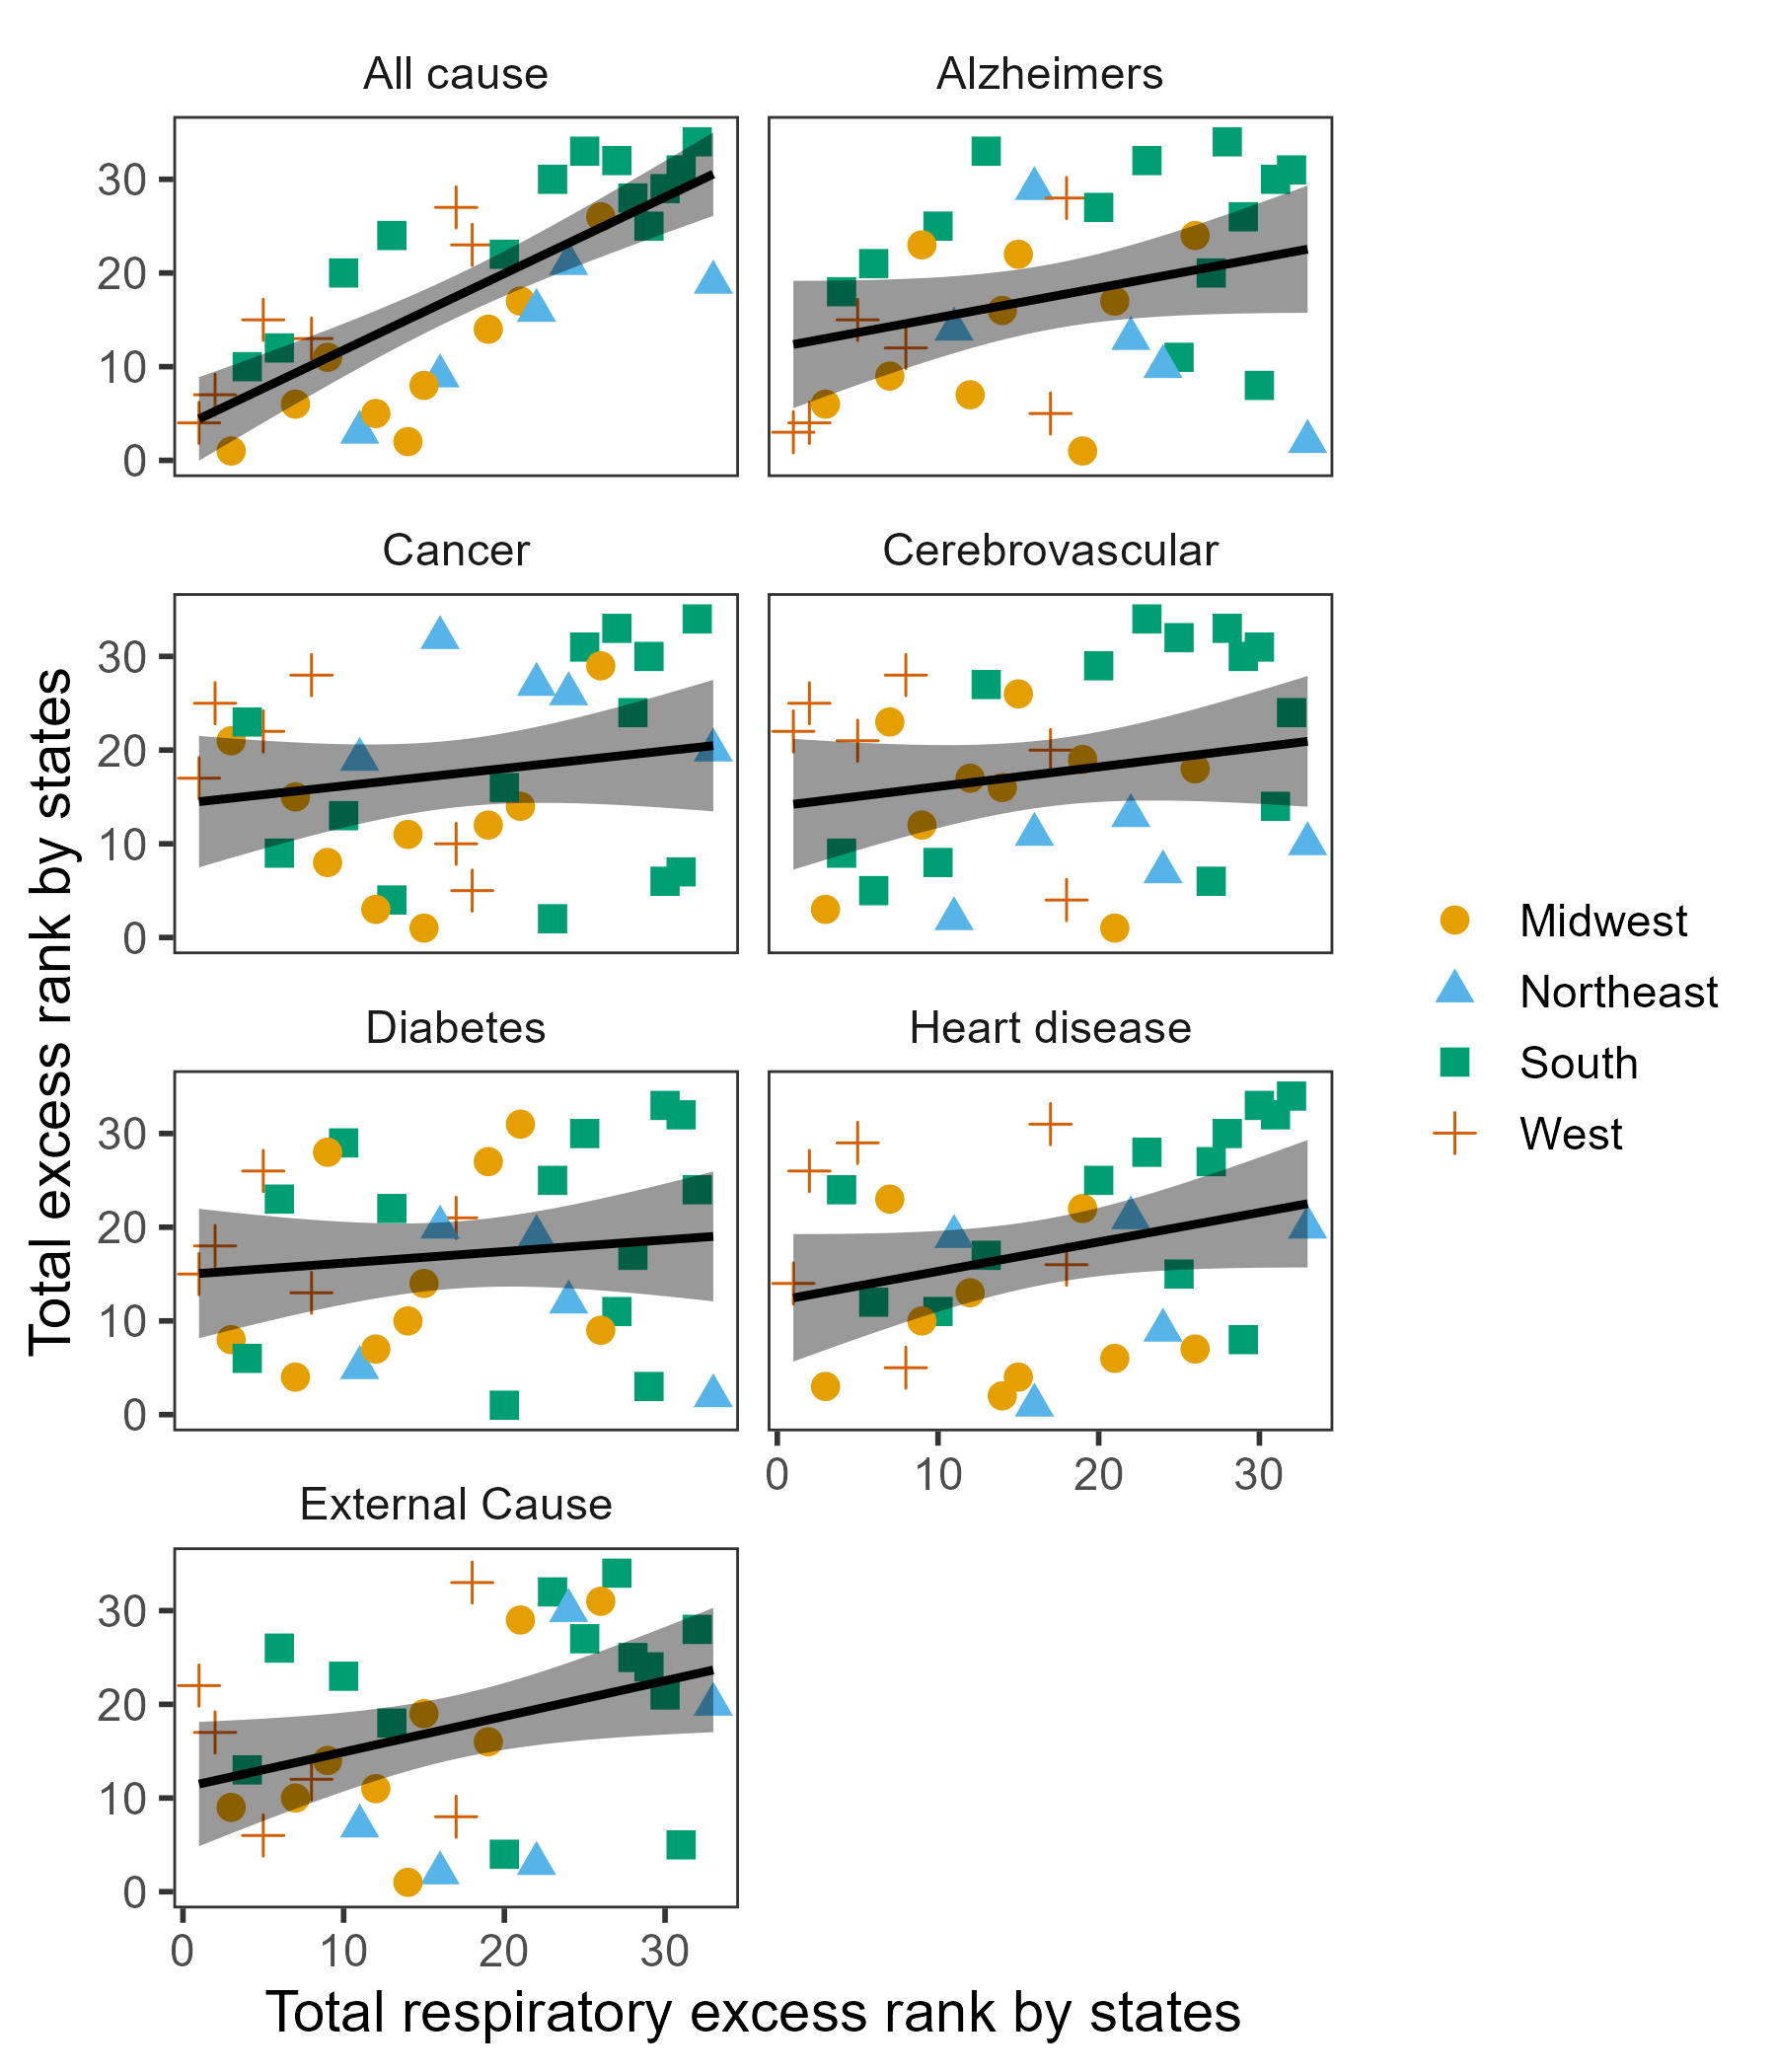 All cause
Alzheimers
30
20
10
0
Cancer
Cerebrovascular
30
20
10
0
Diabetes
Heart disease
30
20
10
0
0 10 20 30
External Cause
30
20
10
0
0 10 20 30
Total respiratory excess rank by states
Total excess rank by states
Midwest
Northeast
South
West